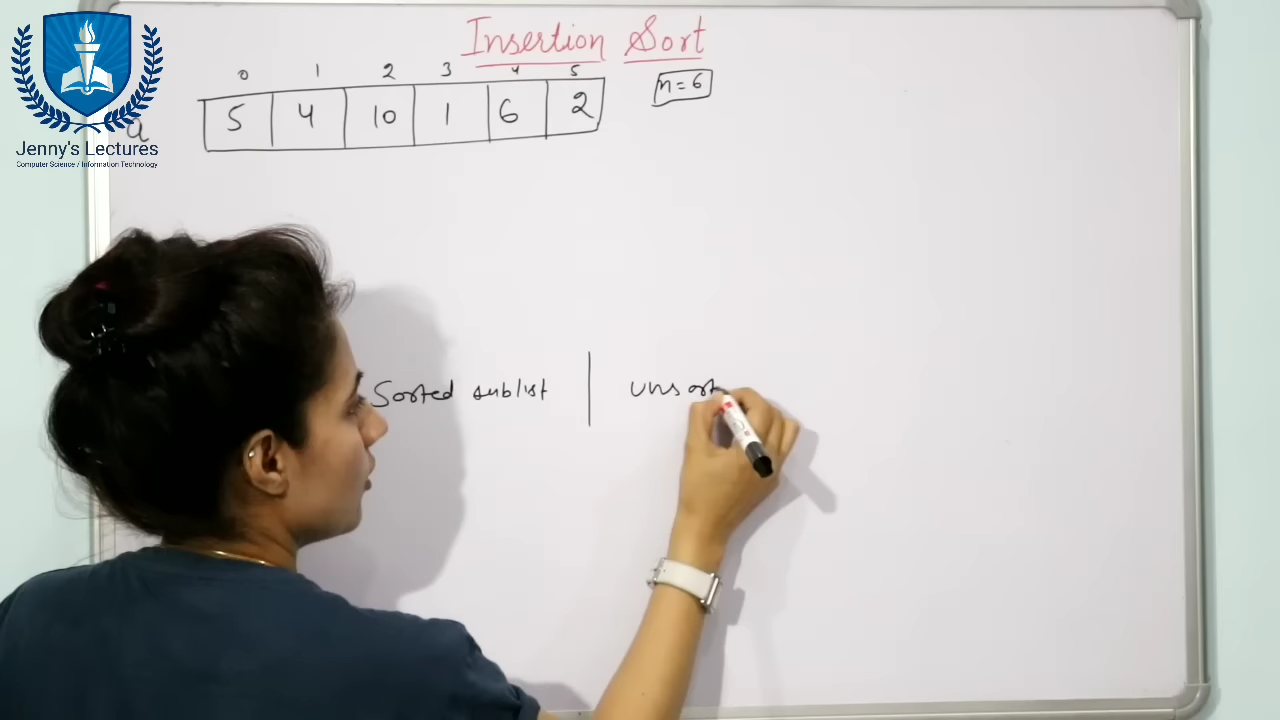 Insertion Sort
0 1 2 3 4 5
n = 6
a 5 4 10 1 6 2
Jenny's Lectures
Computer Science / Information Technology
Sorted sublist | unsort